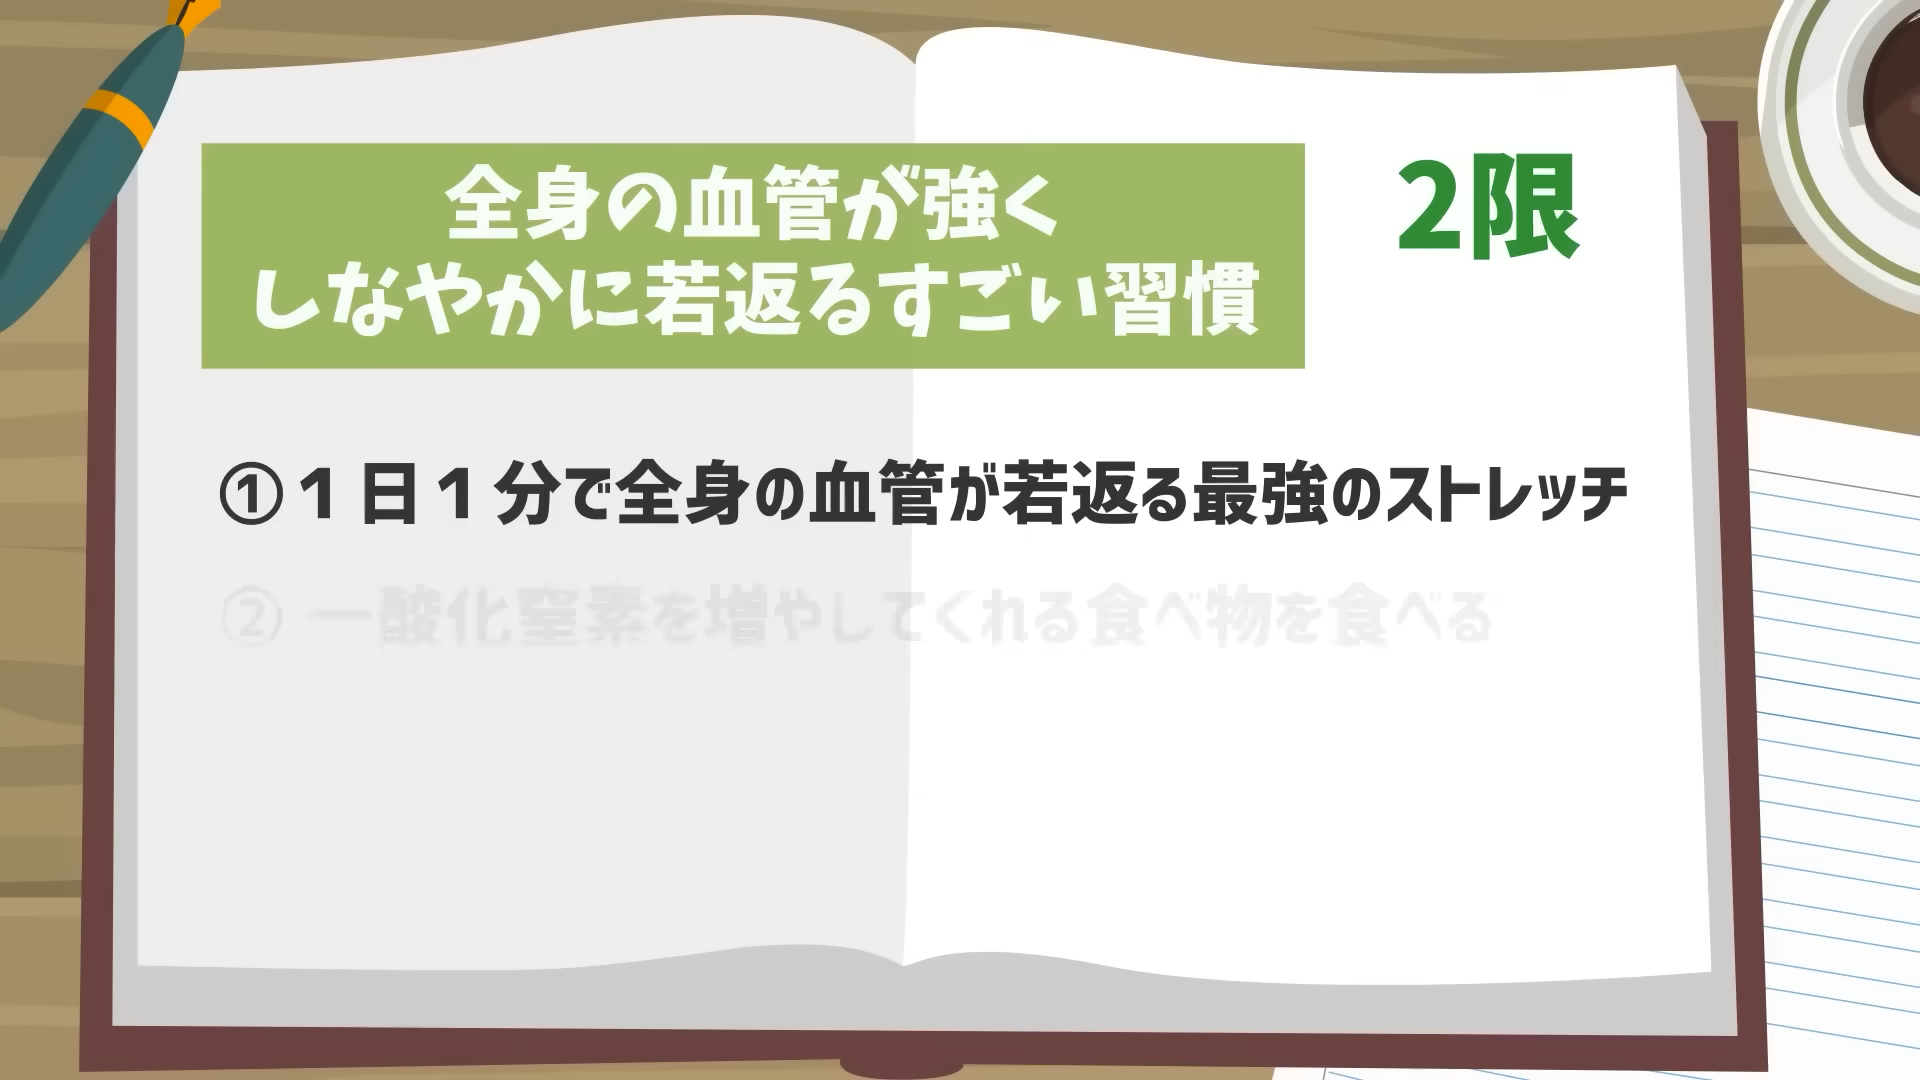 全身の血管が強く
しなやかに若返るすごい習慣
2限
①１日１分で全身の血管が若返る最強のストレッチ
② 一酸化窒素を増やしてくれる食べ物を食べる